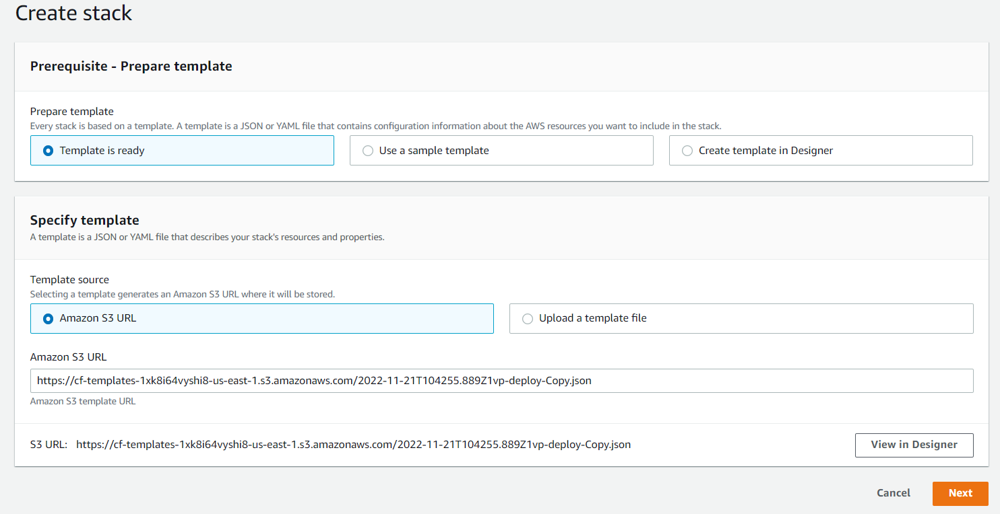 Create stack
Prerequisite - Prepare template
Prepare template
Every stack is based on a template. A template is a JSON or YAML file that contains configuration information about the AWS resources you want to include in the stack.
Template is ready
Use a sample template
Create template in Designer
Specify template
A template is a JSON or YAML file that describes your stack's resources and properties.
Template source
Selecting a template generates an Amazon S3 URL where it will be stored.
Amazon S3 URL
Upload a template file
Amazon S3 URL
https://cf-templates-1xk8i64vyshi8-us-east-1.s3.amazonaws.com/2022-11-21T104255.889Z1vp-deploy-Copy.json
Amazon S3 template URL
S3 URL: https://cf-templates-1xk8i64vyshi8-us-east-1.s3.amazonaws.com/2022-11-21T104255.889Z1vp-deploy-Copy.json
View in Designer
Cancel
Next